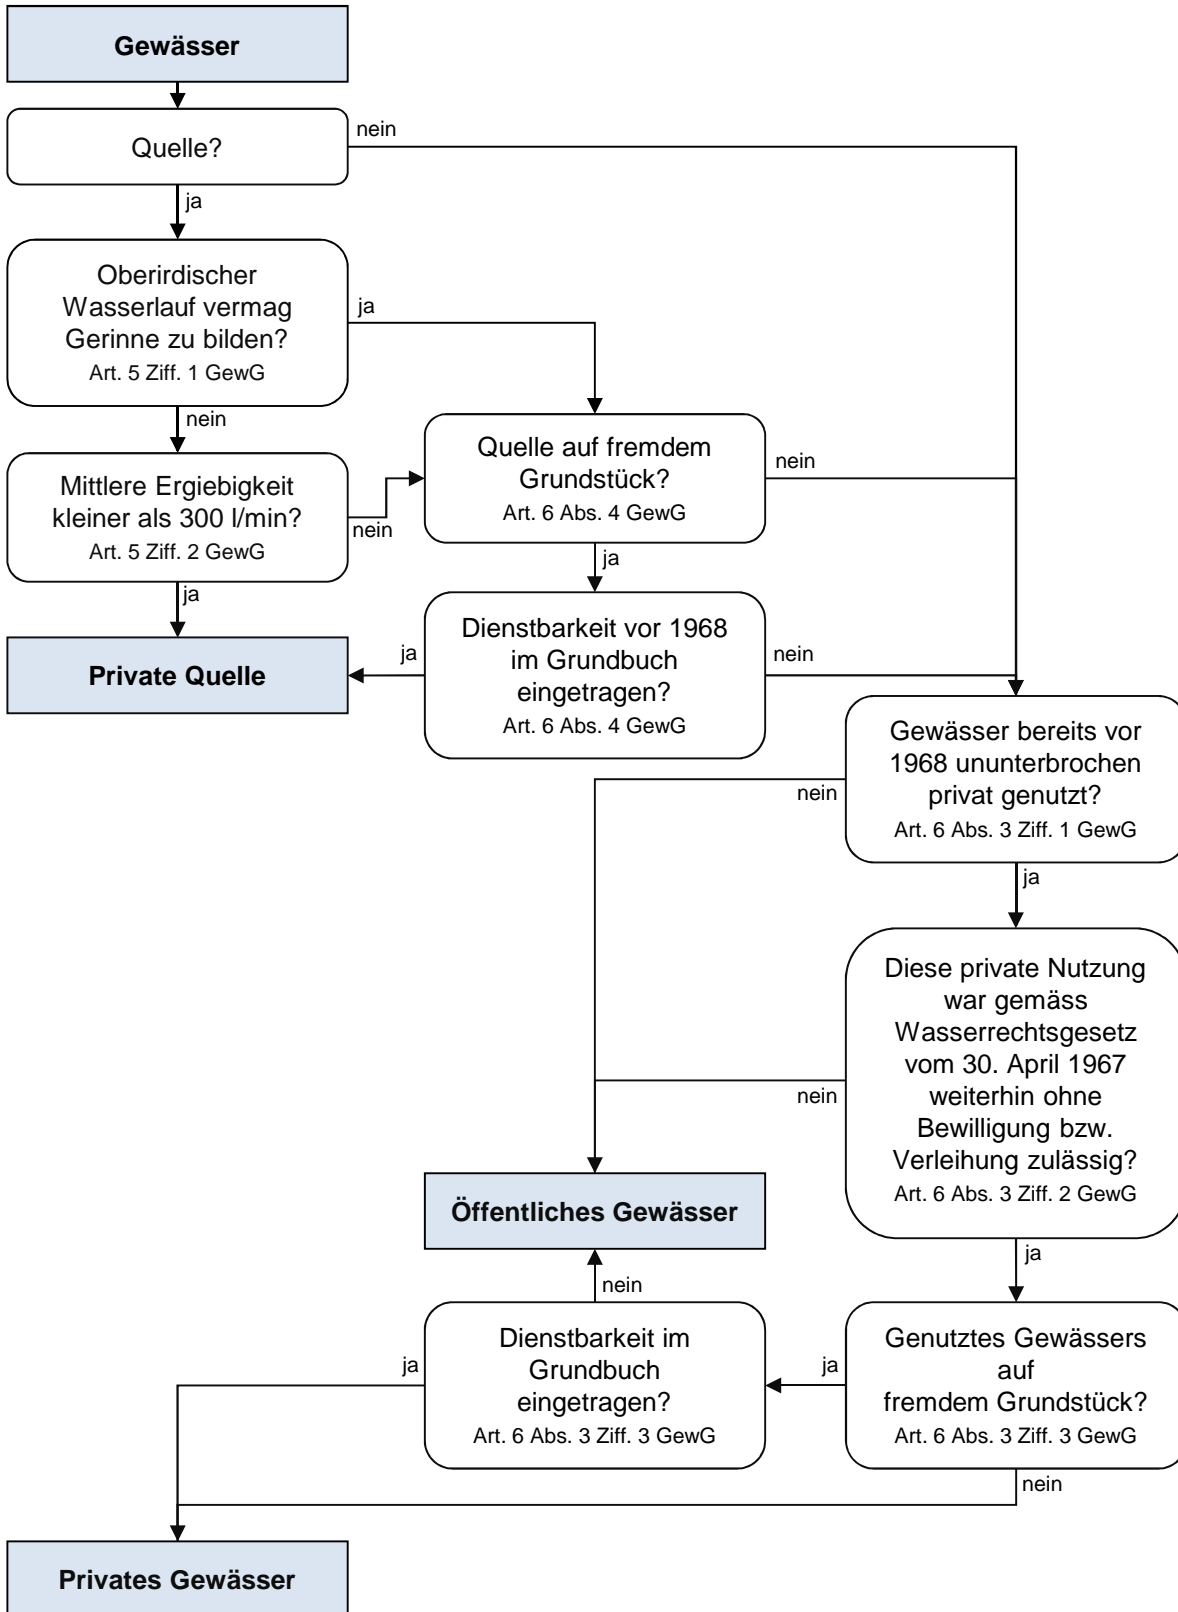 Gewässer
Quelle?
nein
ja
Oberirdischer
Wasserlauf vermag
Gerinne zu bilden?
Art. 5 Ziff. 1 GewG
ja
nein
Mittlere Ergiebigkeit
kleiner als 300 l/min?
Art. 5 Ziff. 2 GewG
nein
ja
Quelle auf fremdem
Grundstück?
Art. 6 Abs. 4 GewG
nein
ja
Private Quelle
ja
Dienstbarkeit vor 1968
im Grundbuch
eingetragen?
Art. 6 Abs. 4 GewG
nein
Gewässer bereits vor
1968 ununterbrochen
privat genutzt?
Art. 6 Abs. 3 Ziff. 1 GewG
nein
ja
Diese private Nutzung
war gemäss
Wasserrechtsgesetz
vom 30. April 1967
weiterhin ohne
Bewilligung bzw.
Verleihung zulässig?
Art. 6 Abs. 3 Ziff. 2 GewG
nein
ja
Öffentliches Gewässer
nein
Dienstbarkeit im
Grundbuch
eingetragen?
Art. 6 Abs. 3 Ziff. 3 GewG
ja
ja
Genutztes Gewässers
auf
fremdem Grundstück?
Art. 6 Abs. 3 Ziff. 3 GewG
nein
Privates Gewässer